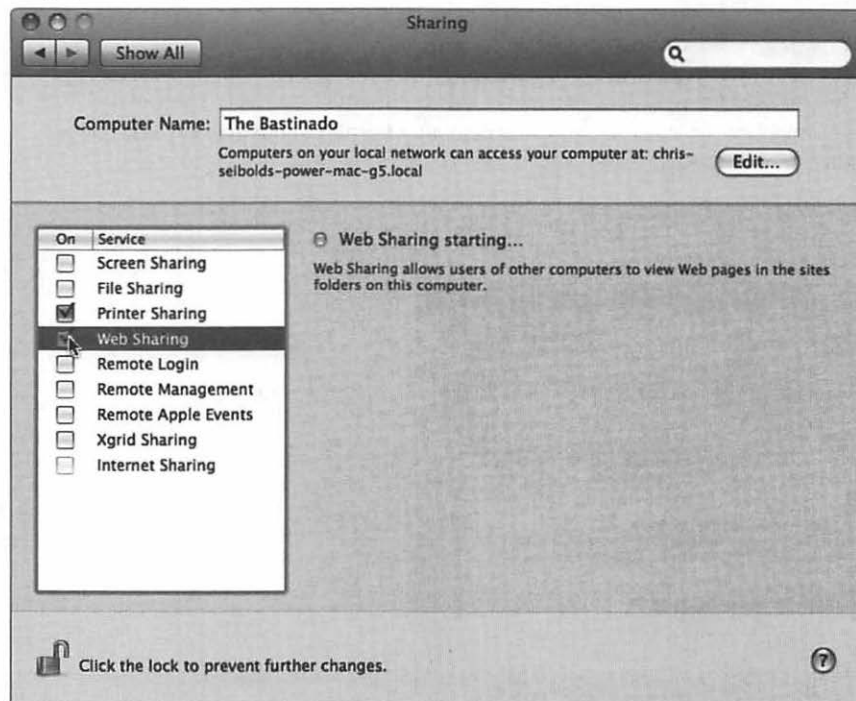 Sharing
Show All
Computer Name: The Bastinado
Computers on your local network can access your computer at: chris-
seibolds-power-mac-g5.local
Edit...
On Service
Screen Sharing
File Sharing
Printer Sharing
Web Sharing
Remote Login
Remote Management
Remote Apple Events
Xgrid Sharing
Internet Sharing
Web Sharing starting...
Web Sharing allows users of other computers to view Web pages in the sites
folders on this computer.
Click the lock to prevent further changes.
?